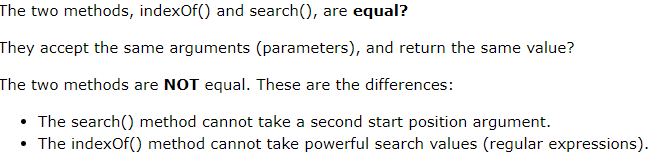 The two methods, indexOf() and search(), are equal?
They accept the same arguments (parameters), and return the same value?
The two methods are NOT equal. These are the differences:
• The search() method cannot take a second start position argument.
• The indexOf() method cannot take powerful search values (regular expressions).